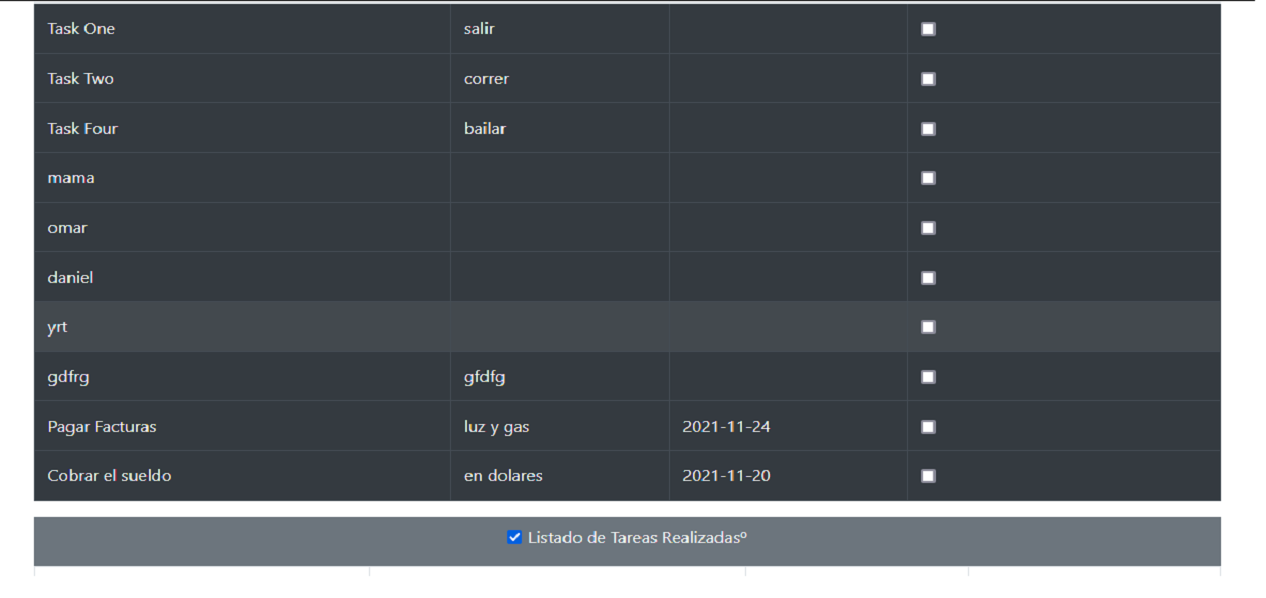 Task One salir
Task Two correr
Task Four bailar
mama
omar
daniel
yrt
gdfrg gfdfg
Pagar Facturas luz y gas 2021-11-24
Cobrar el sueldo en dolares 2021-11-20
Listado de Tareas Realizadasº